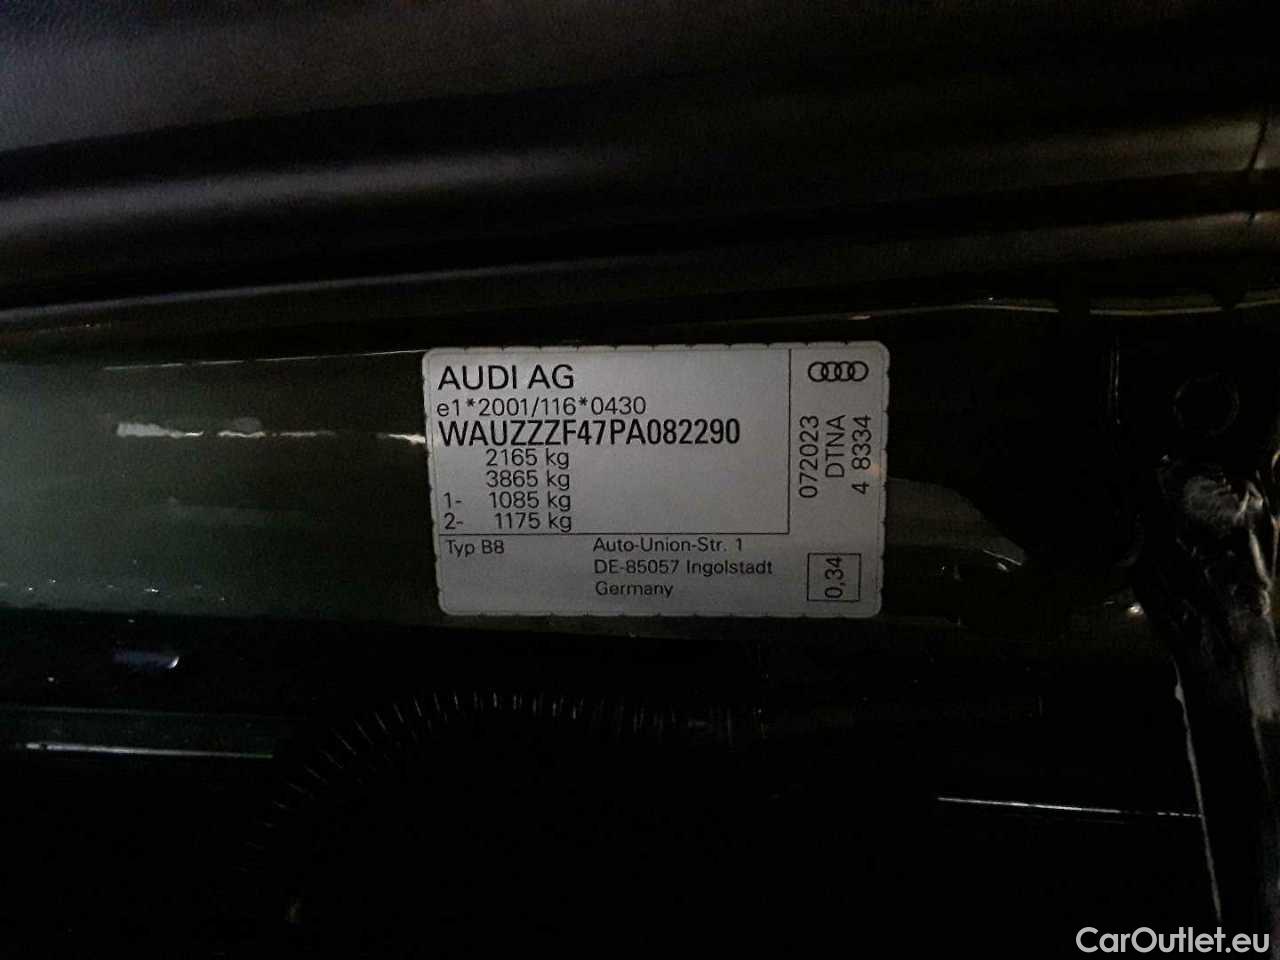 AUDI AG
e1*2001/116*0430
WAUZZZF47PA082290
2165 kg
3865 kg
1- 1085 kg
2- 1175 kg
Typ B8
Auto-Union-Str. 1
DE-85057 Ingolstadt
Germany
072023
DTNA
4 8334
0,34
CarOutlet.eu